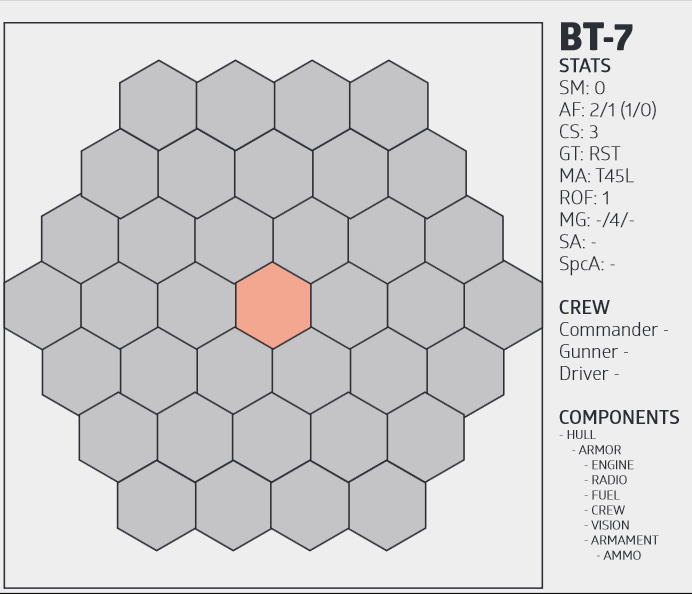 BT-7
STATS
SM: 0
AF: 2/1 (1/0)
CS: 3
GT: RST
MA: T45L
ROF: 1
MG: -/4/-
SA: -
SpcA: -
CREW
Commander -
Gunner -
Driver -
COMPONENTS
- HULL
- ARMOR
- ENGINE
- RADIO
- FUEL
- CREW
- VISION
- ARMAMENT
- AMMO